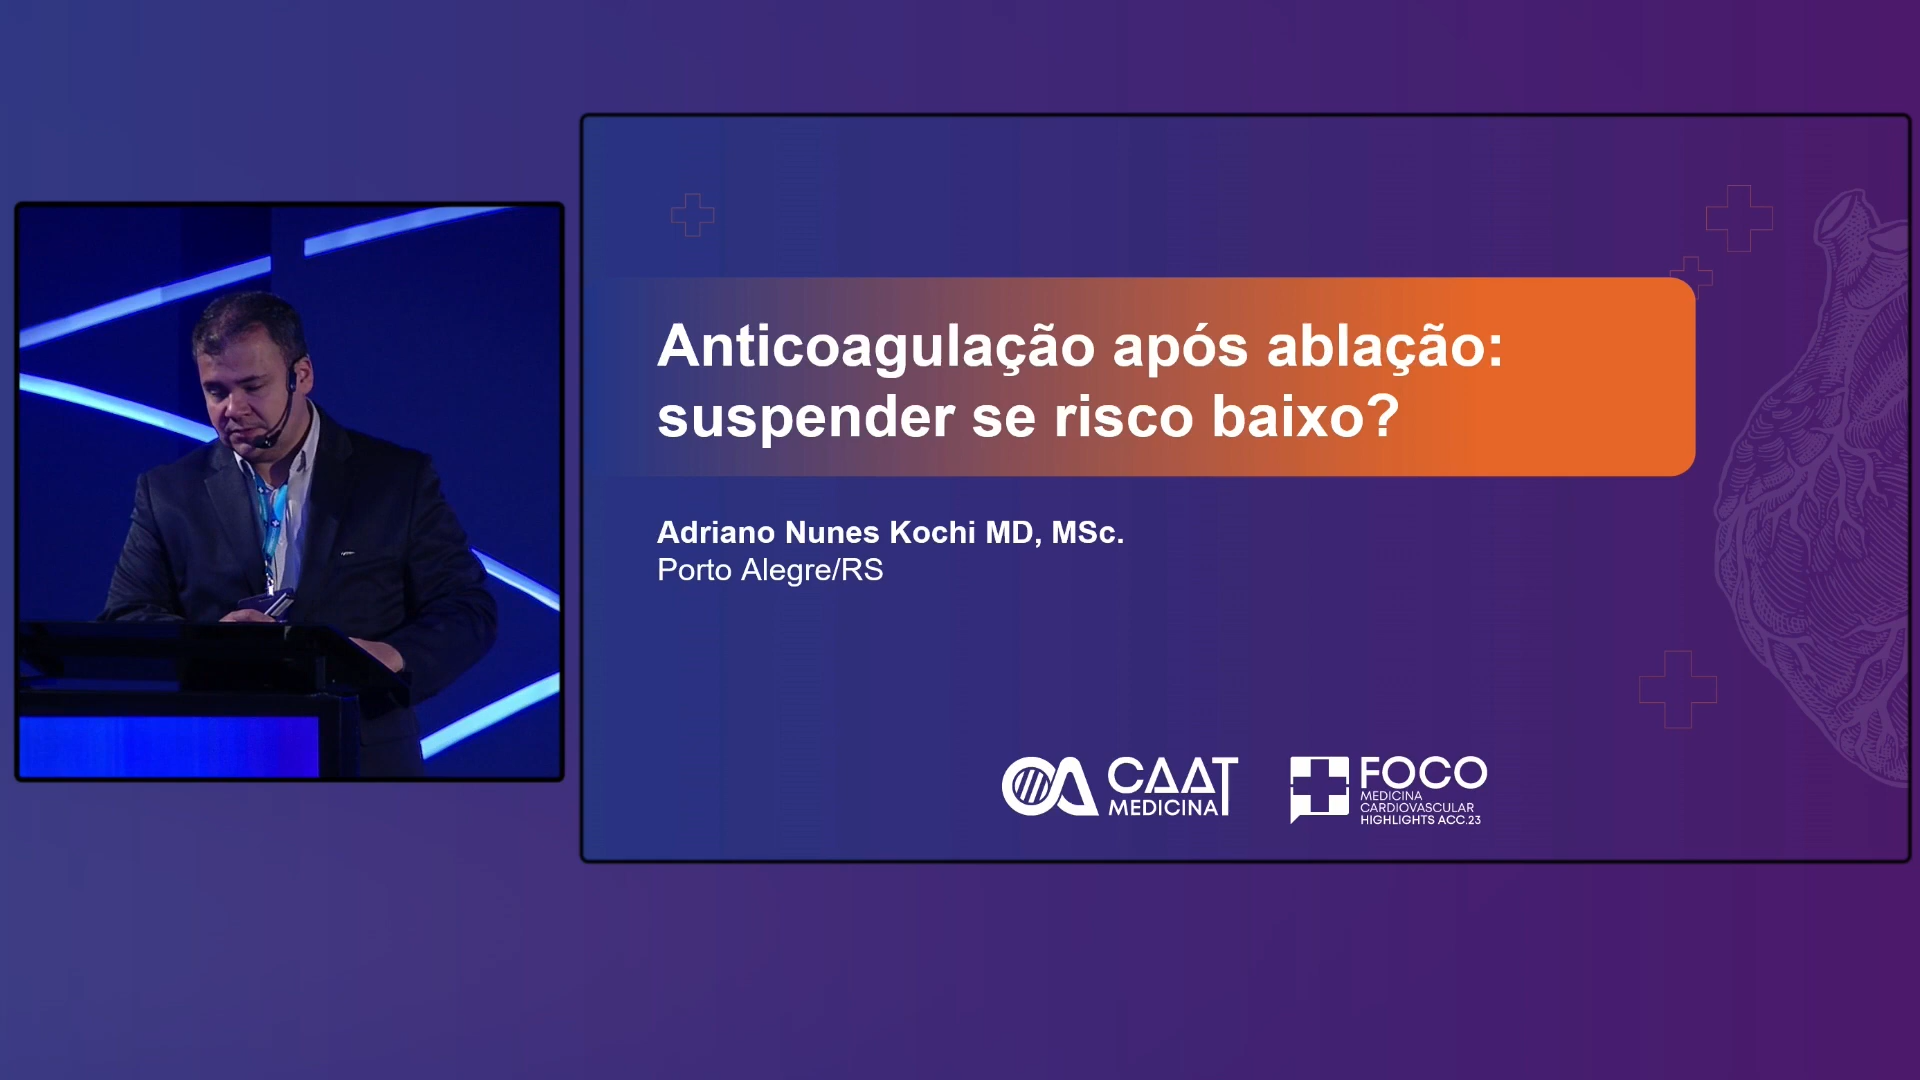 Anticoagulação após ablação:
suspender se risco baixo?
Adriano Nunes Kochi MD, MSc.
Porto Alegre/RS
CAAT
MEDICINA
FOCO
MEDICINA
CARDIOVASCULAR
HIGHLIGHTS ACC.23